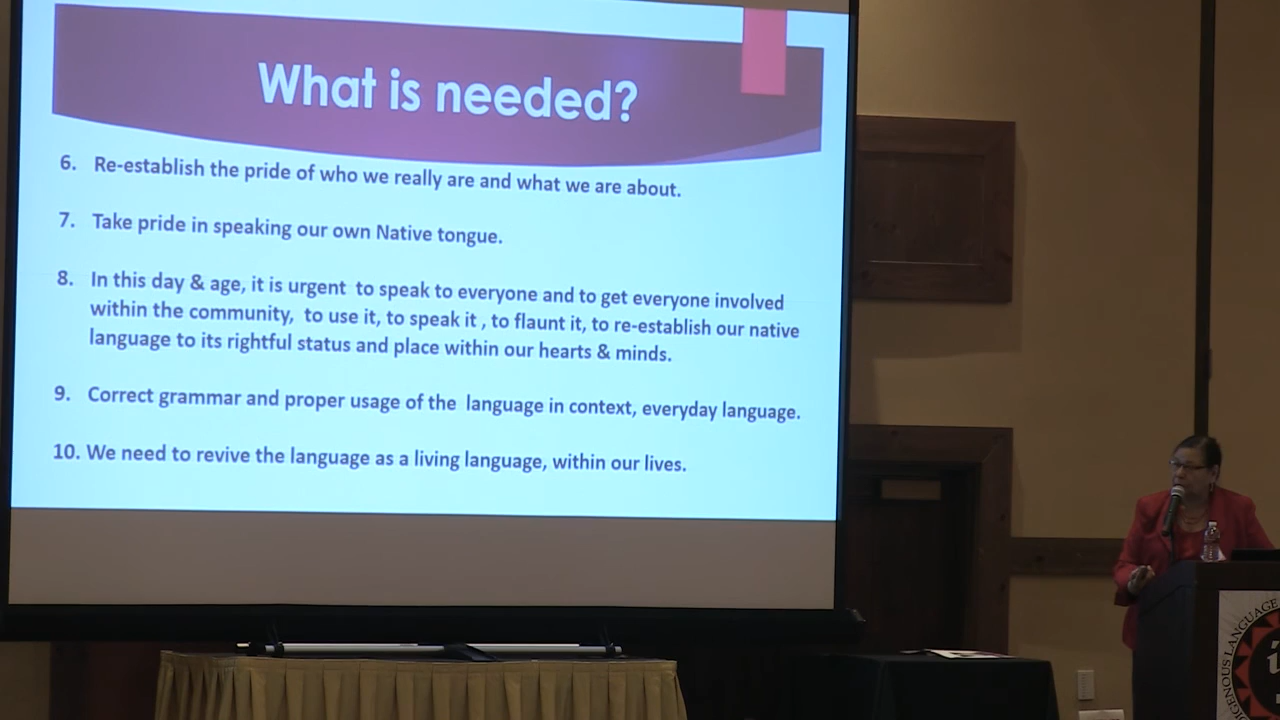 What is needed?
6. Re-establish the pride of who we really are and what we are about.
7. Take pride in speaking our own Native tongue.
8. In this day & age, it is urgent to speak to everyone and to get everyone involved
within the community, to use it, to speak it , to flaunt it, to re-establish our native
language to its rightful status and place within our hearts & minds.
9. Correct grammar and proper usage of the language in context, everyday language.
10. We need to revive the language as a living language, within our lives.
LANGUAGE